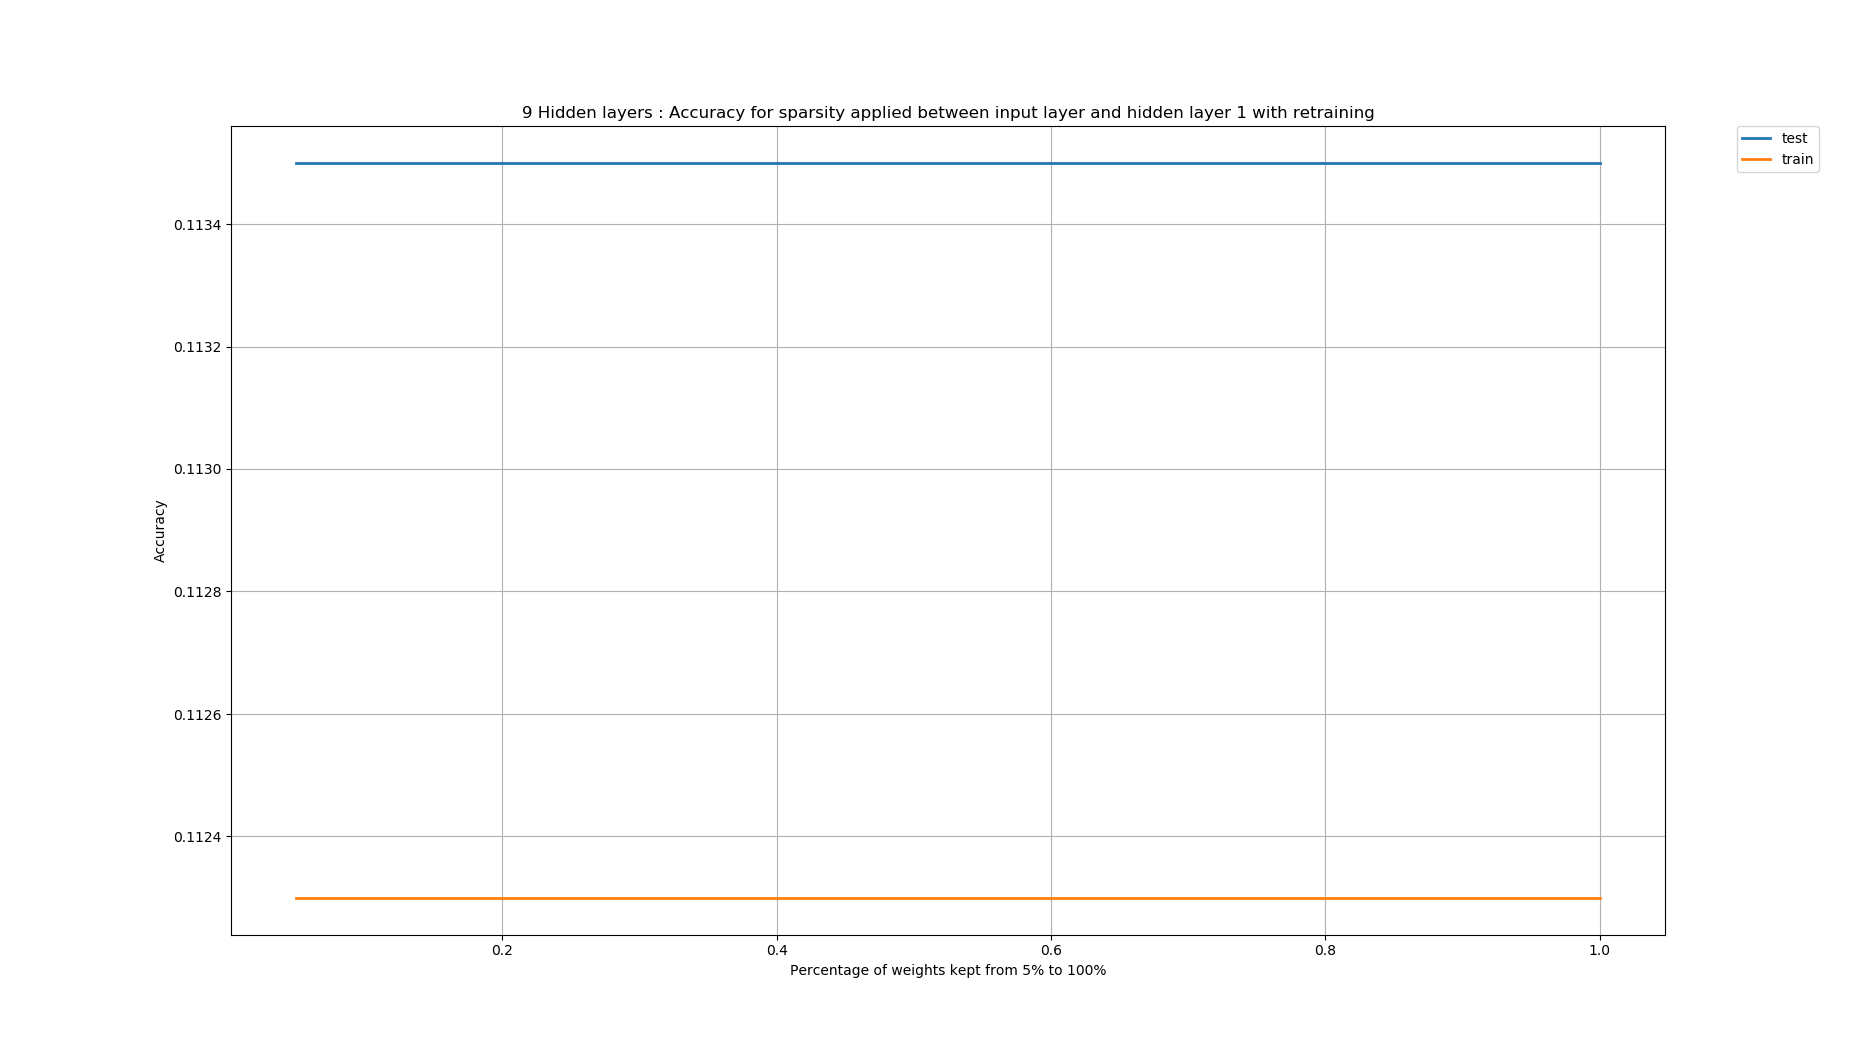 9 Hidden layers : Accuracy for sparsity applied between input layer and hidden layer 1 with retraining
test
train
0.1134
0.1132
0.1130
0.1128
0.1126
0.1124
Accuracy
0.2 0.4 0.6 0.8 1.0
Percentage of weights kept from 5% to 100%